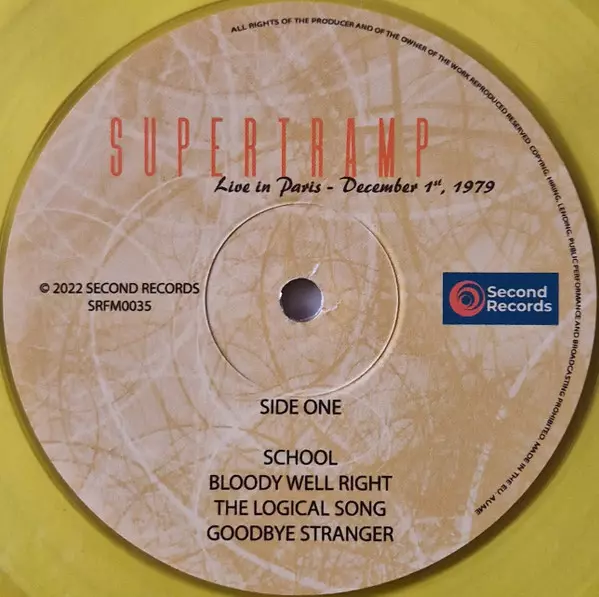 ALL RIGHTS OF THE PRODUCER AND OF THE OWNER OF THE WORK REPRODUCED RESERVED. COPYING, HIRING, LENDING, PUBLIC PERFORMANCE AND BROADCASTING PROHIBITED. MADE IN THE EU. AUME
SUPERTRAMP
Live in Paris - December 1st, 1979
© 2022 SECOND RECORDS
SRFM0035
Second
Records
SIDE ONE
SCHOOL
BLOODY WELL RIGHT
THE LOGICAL SONG
GOODBYE STRANGER